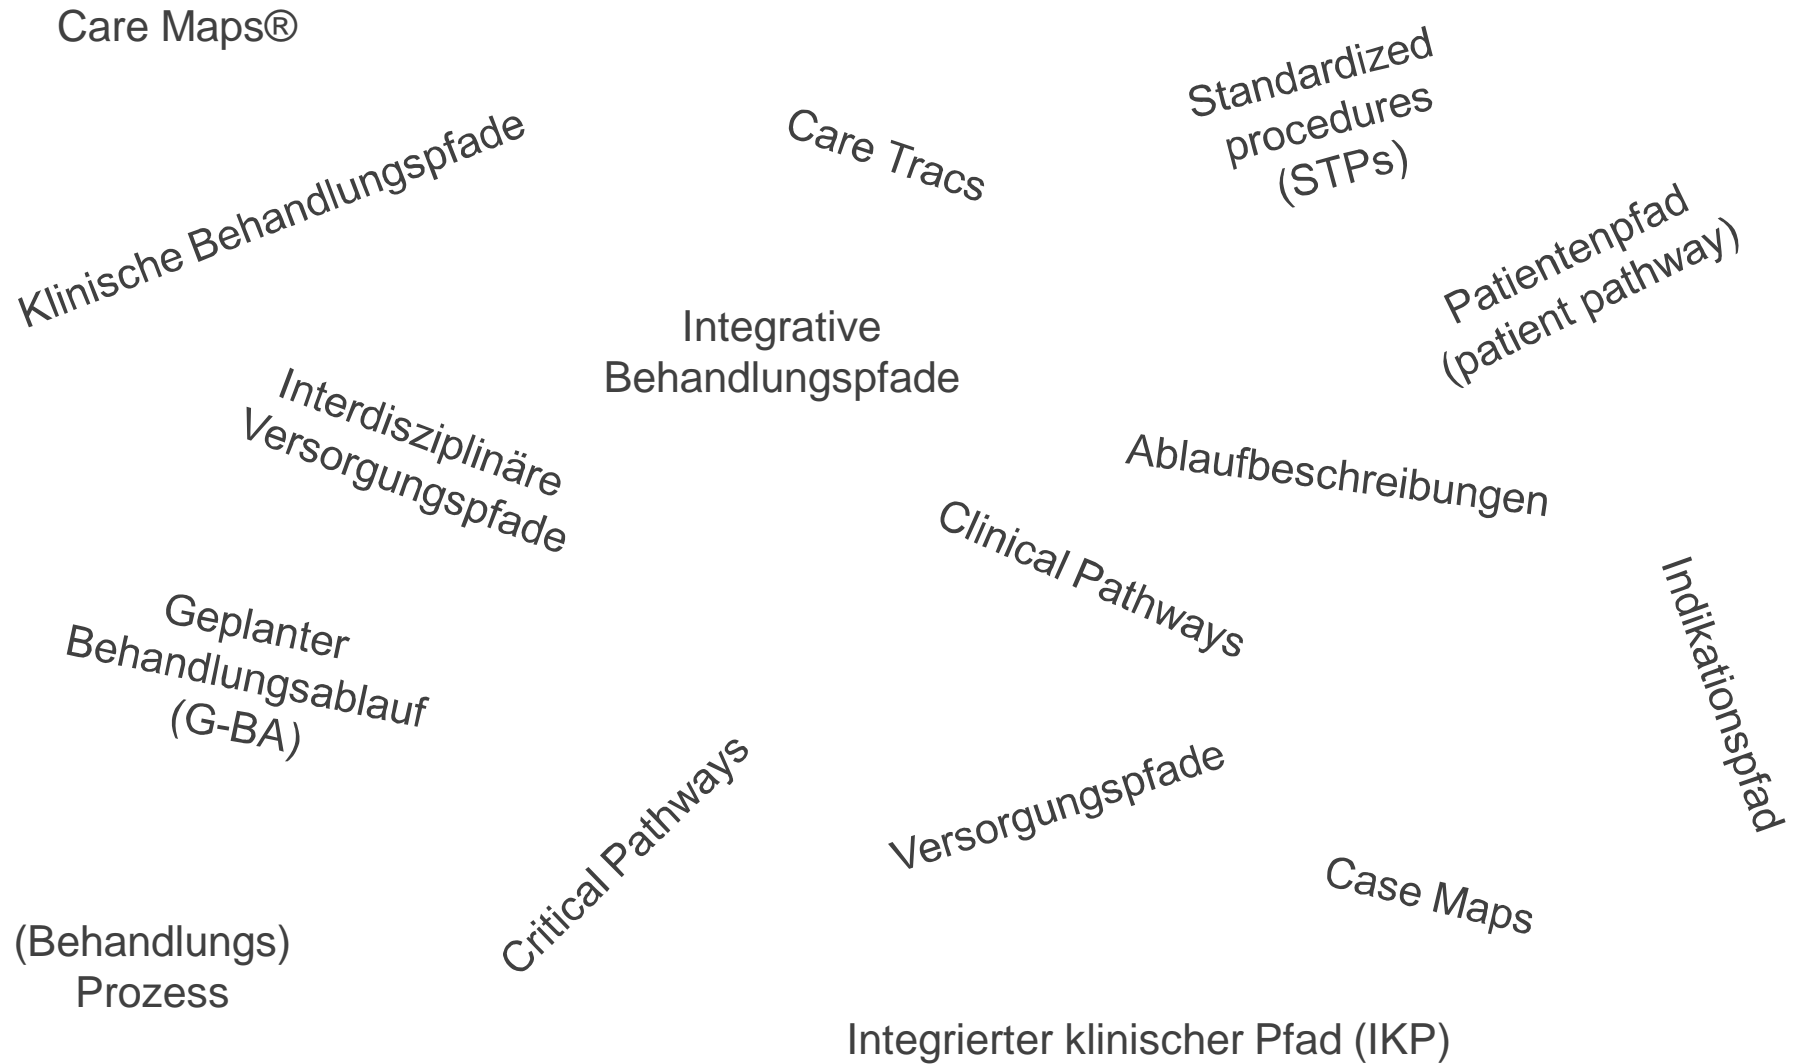 Care Maps®
Standardized
procedures
(STPs)
Care Tracs
Klinische Behandlungspfade
Patientenpfad
(patient pathway)
Integrative
Behandlungspfade
Interdisziplinäre
Versorgungspfade
Ablaufbeschreibungen
Clinical Pathways
Indikationspfad
Geplanter
Behandlungsablauf
(G-BA)
Critical Pathways
Versorgungspfade
Case Maps
(Behandlungs)
Prozess
Integrierter klinischer Pfad (IKP)